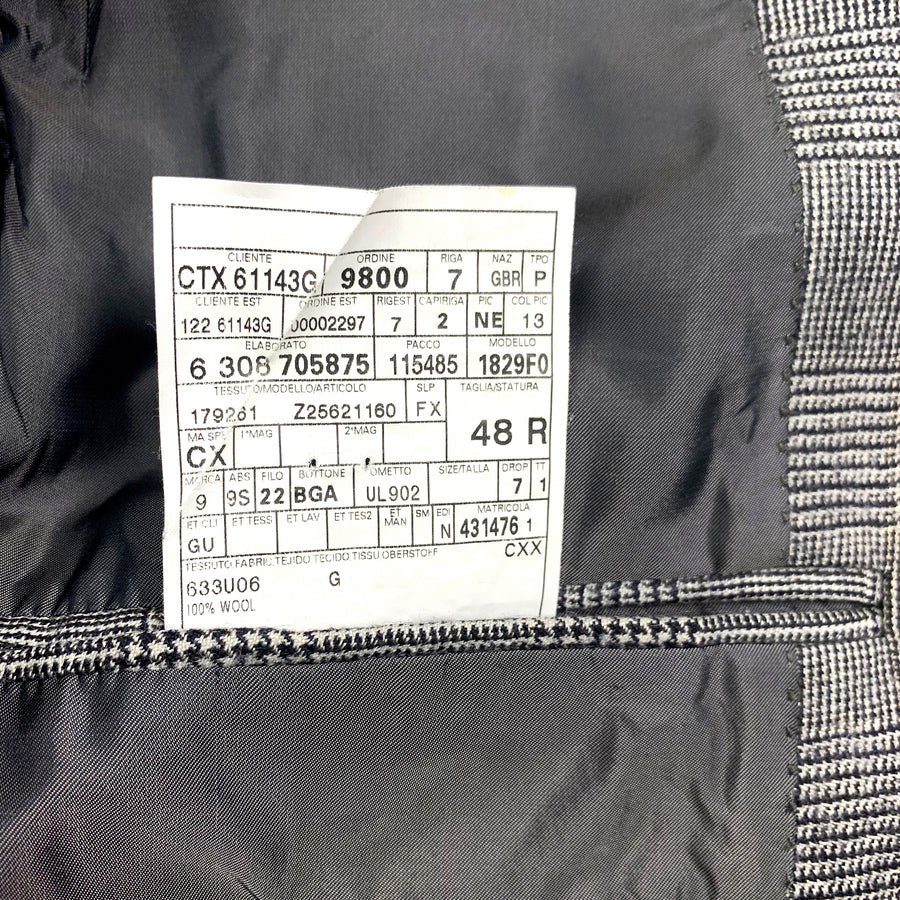 CLIENTE ORDINE RIGA NAZ TPO
CTX 61143G 9800 7 GBR P
CLIENTE EST ORDINE EST RIGEST CAPIRIGA PIC COL PIC
122 61143G 00002297 7 2 NE 13
ELABORATO PACCO MODELLO
6 308 705875 115485 1829F0
TESSUTO/MODELLO/ARTICOLO SLP TAGLIA/STATURA
179261 Z25621160 FX 48 R
MA SPE 1°MAG 2°MAG
CX
MARCA ABS FILO BOTTONE OMETTO SIZE/TALLA DROP TT
9 9S 22 BGA UL902 7 1
ET CLI ET TESS ET LAV ET TES2 ET MAN SM EDI MATRICOLA
GU N 431476 1
TESSUTO FABRIC TEJIDO TECIDO TISSU OBERSTOFF CXX
633U06 G
100% WOOL